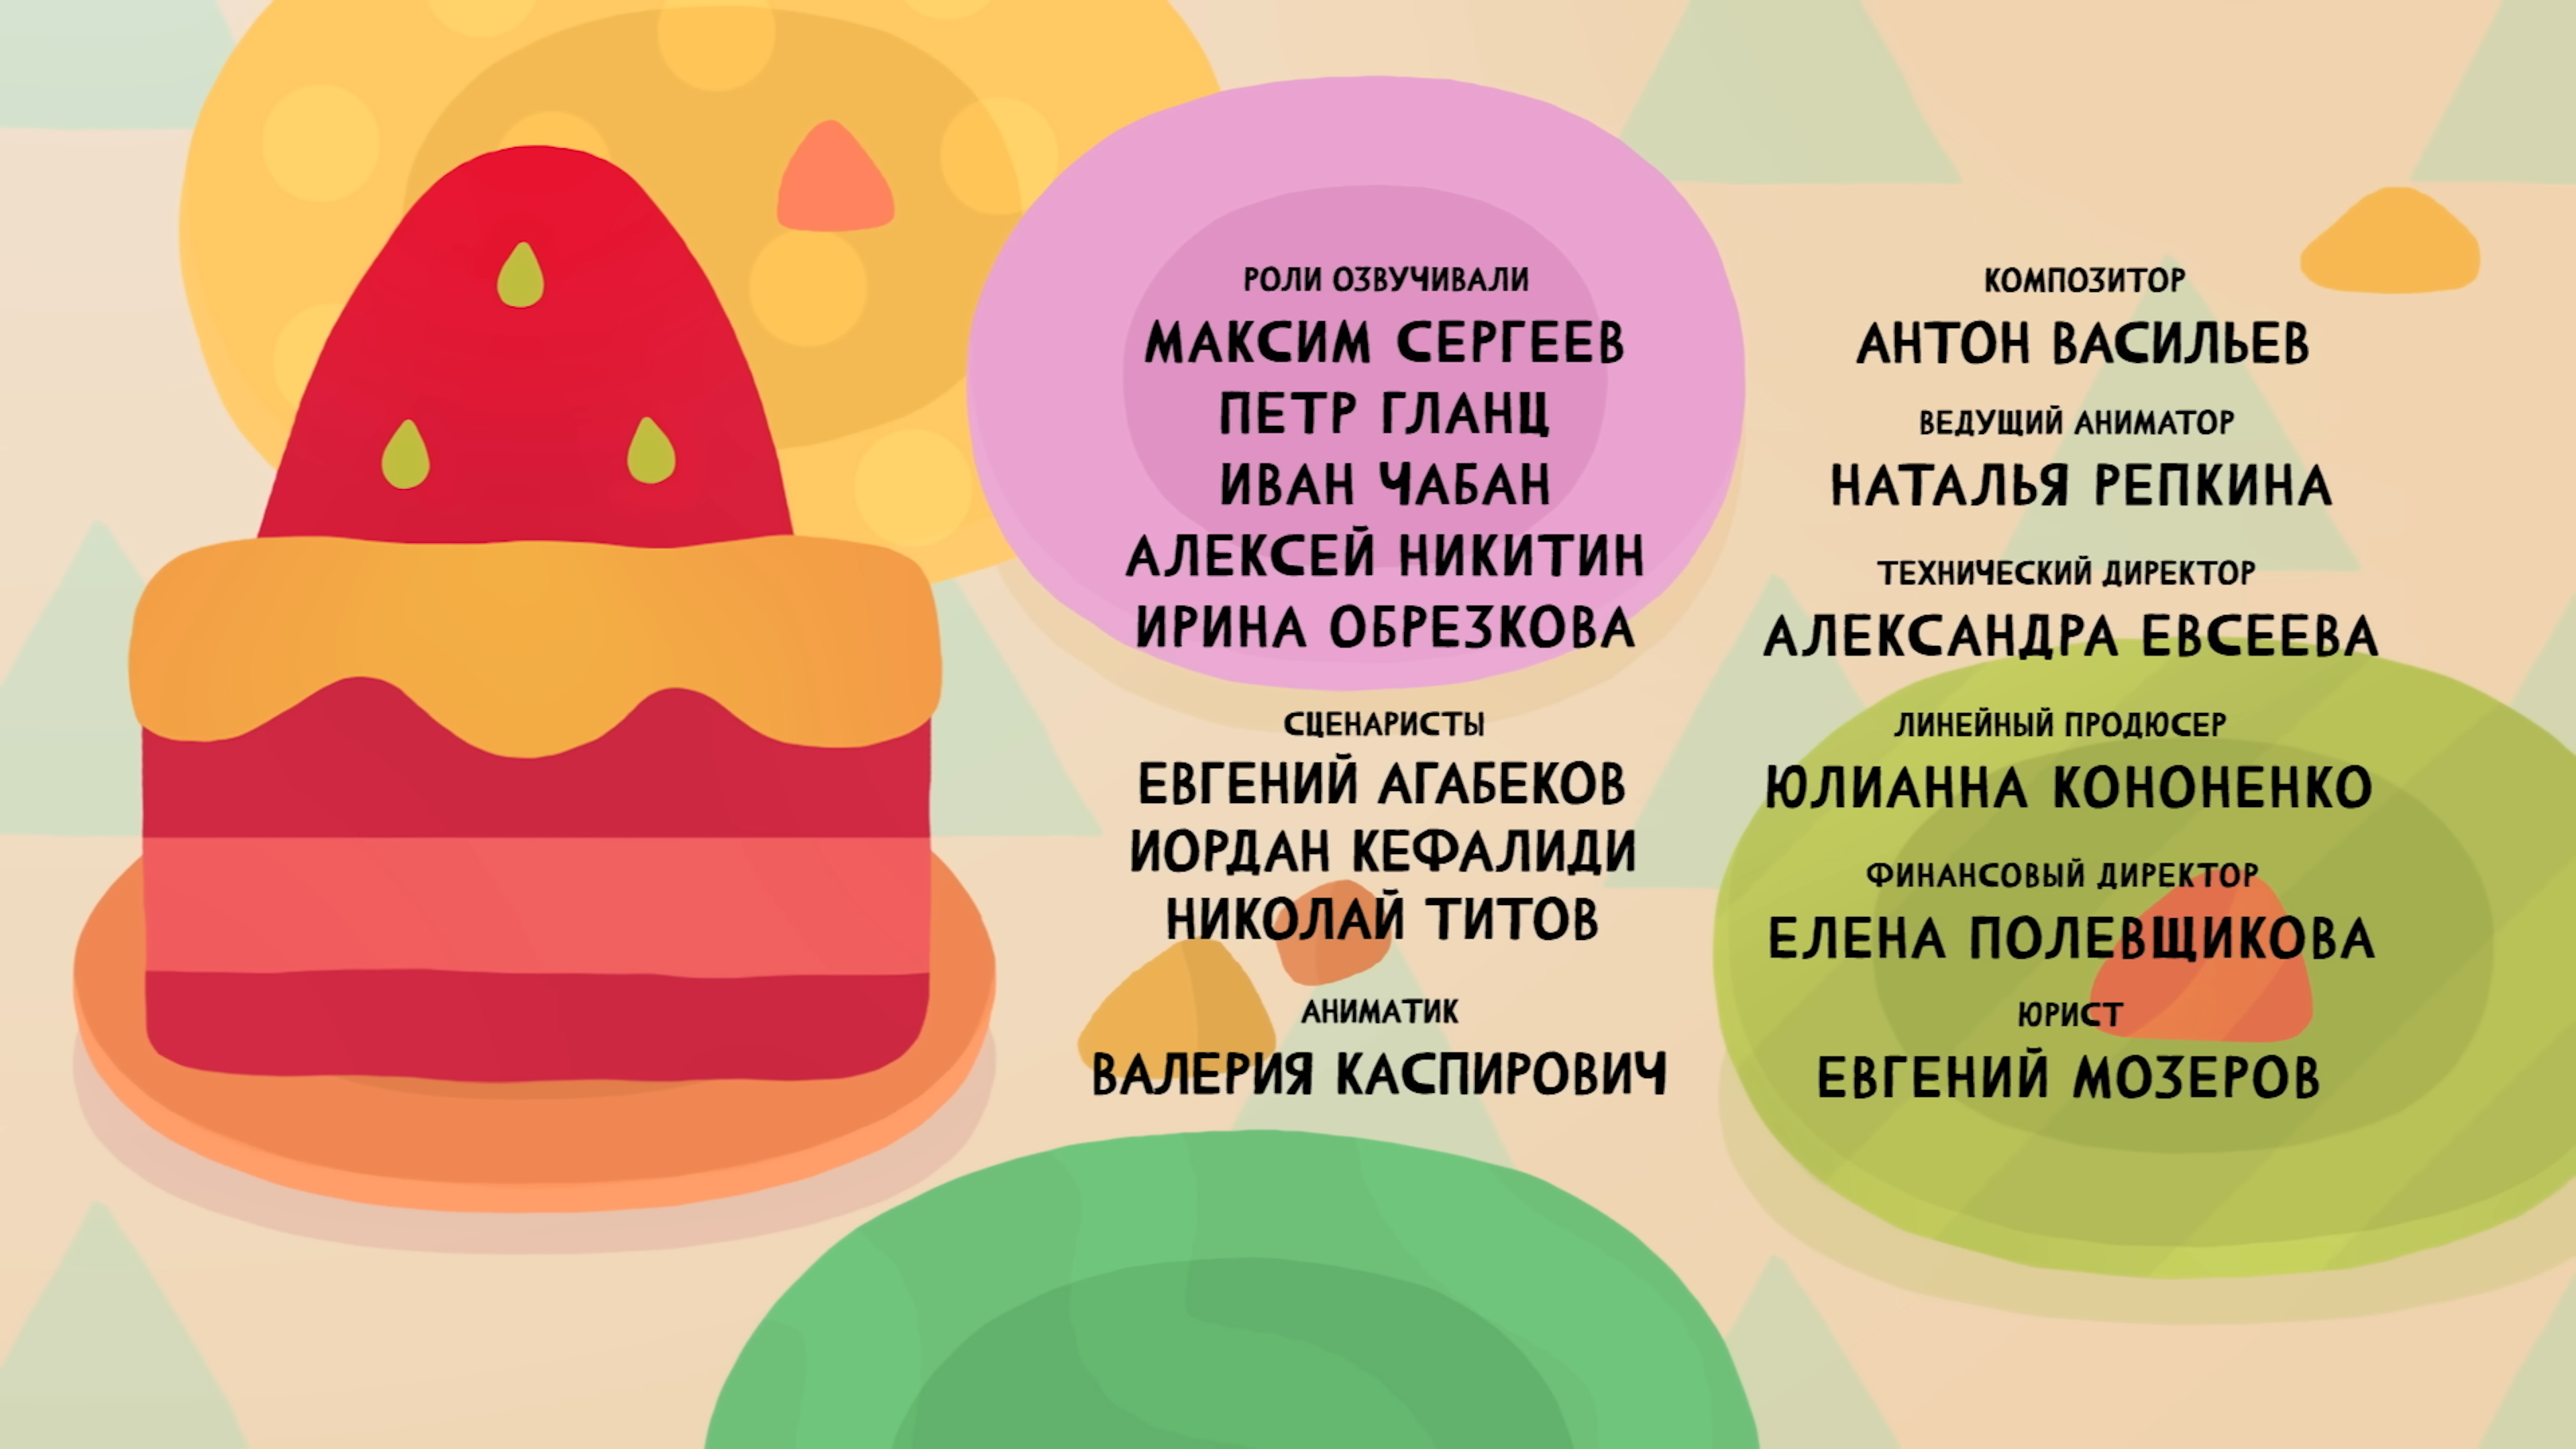 РОЛИ ОЗВУЧИВАЛИ
МАКСИМ СЕРГЕЕВ
ПЕТР ГЛАНЦ
ИВАН ЧАБАН
АЛЕКСЕЙ НИКИТИН
ИРИНА ОБРЕЗКОВА
СЦЕНАРИСТЫ
ЕВГЕНИЙ АГАБЕКОВ
ИОРДАН КЕФАЛИДИ
НИКОЛАЙ ТИТОВ
АНИМАТИК
ВАЛЕРИЯ КАСПИРОВИЧ
КОМПОЗИТОР
АНТОН ВАСИЛЬЕВ
ВЕДУЩИЙ АНИМАТОР
НАТАЛЬЯ РЕПКИНА
ТЕХНИЧЕСКИЙ ДИРЕКТОР
АЛЕКСАНДРА ЕВСЕЕВА
ЛИНЕЙНЫЙ ПРОДЮСЕР
ЮЛИАННА КОНОНЕНКО
ФИНАНСОВЫЙ ДИРЕКТОР
ЕЛЕНА ПОЛЕВЩИКОВА
ЮРИСТ
ЕВГЕНИЙ МОЗЕРОВ